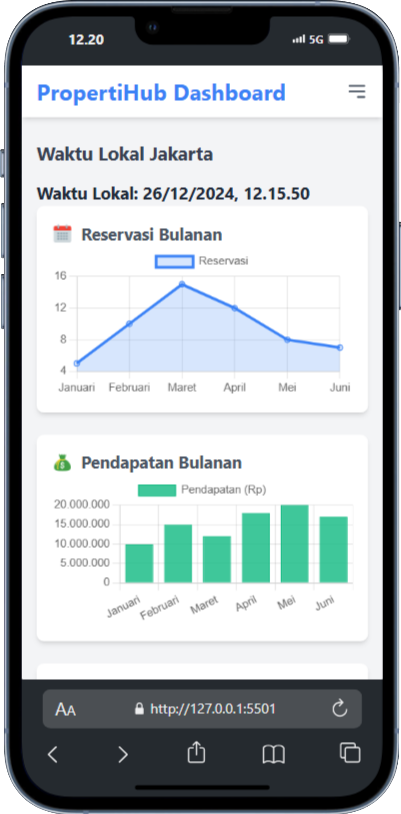 12.20 5G
PropertiHub Dashboard
Waktu Lokal Jakarta
Waktu Lokal: 26/12/2024, 12.15.50
Reservasi Bulanan
Reservasi
16
12
8
4
Januari Februari Maret April Mei Juni
Pendapatan Bulanan
Pendapatan (Rp)
20.000.000
15.000.000
10.000.000
5.000.000
0
Januari Februari Maret April Mei Juni
AA http://127.0.0.1:5501